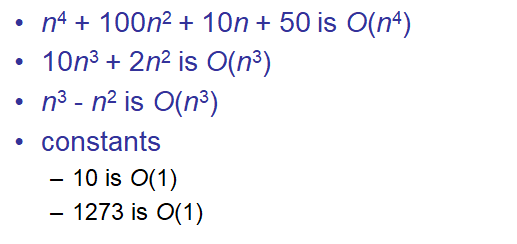 • n⁴ + 100n² + 10n + 50 is O(n⁴)
• 10n³ + 2n² is O(n³)
• n³ - n² is O(n³)
• constants
– 10 is O(1)
– 1273 is O(1)